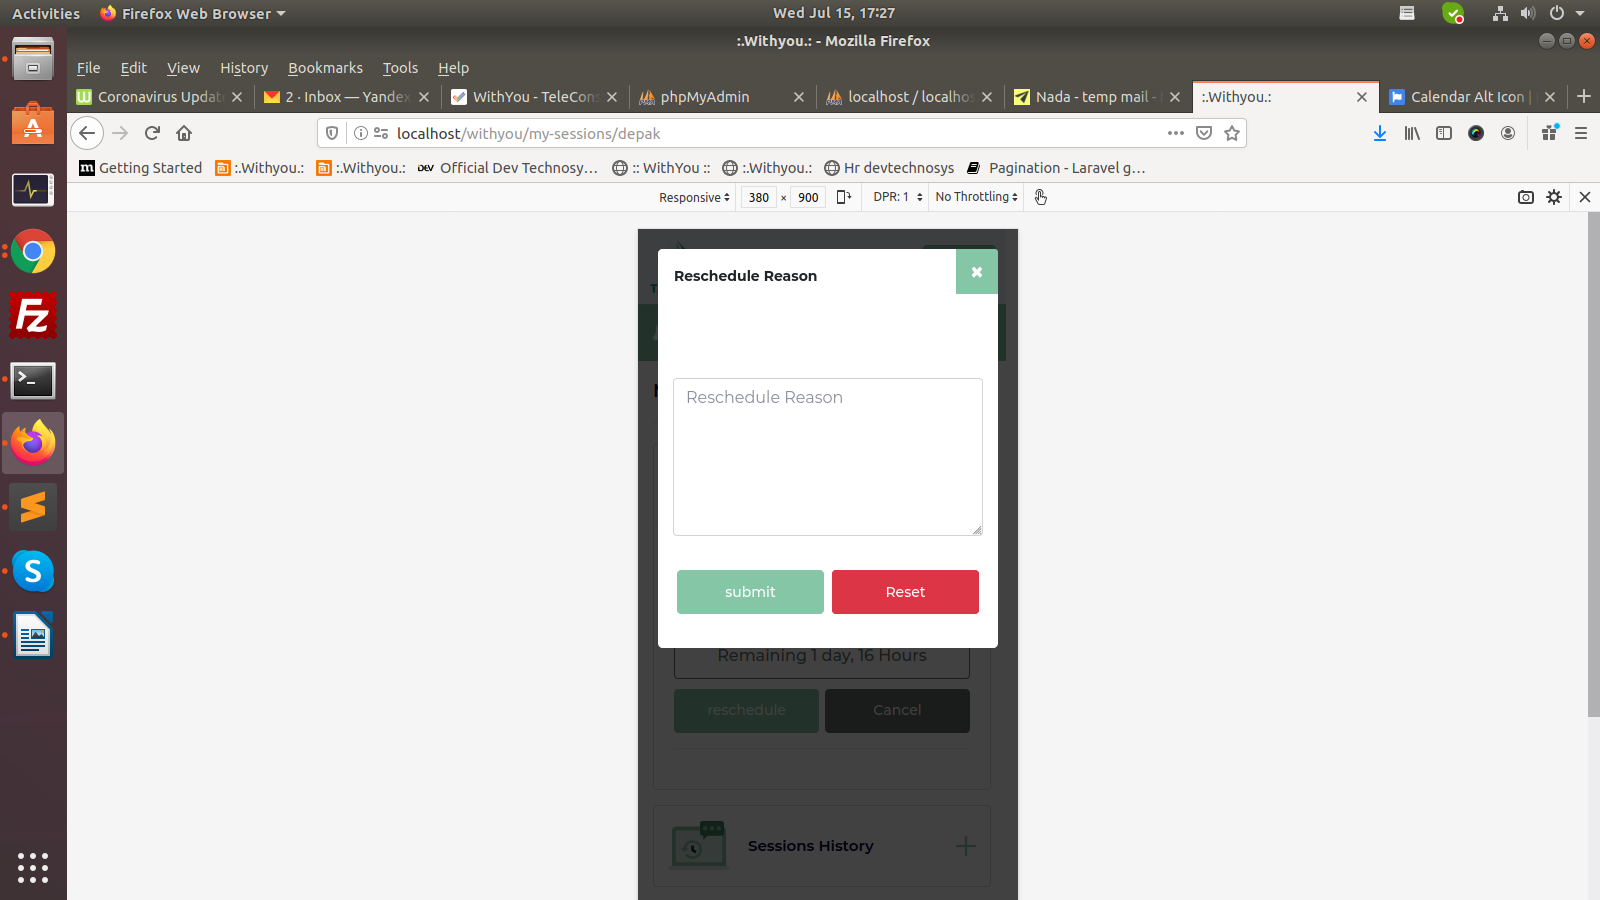 Activities
Firefox Web Browser
Wed Jul 15, 17:27
:.Withyou.: - Mozilla Firefox
File Edit View History Bookmarks Tools Help
Coronavirus Updat
2 · Inbox — Yandex
WithYou - TeleCons
phpMyAdmin
localhost / localhos
Nada - temp mail -
:.Withyou.:
Calendar Alt Icon |
localhost/withyou/my-sessions/depak
Getting Started
:.Withyou.:
:.Withyou.:
DEV Official Dev Technosy…
:: WithYou ::
:.Withyou.:
Hr devtechnosys
Pagination - Laravel g…
Responsive 380 × 900 DPR: 1 No Throttling
Reschedule Reason
Reschedule Reason
submit Reset
Remaining 1 day, 16 Hours
reschedule Cancel
Sessions History